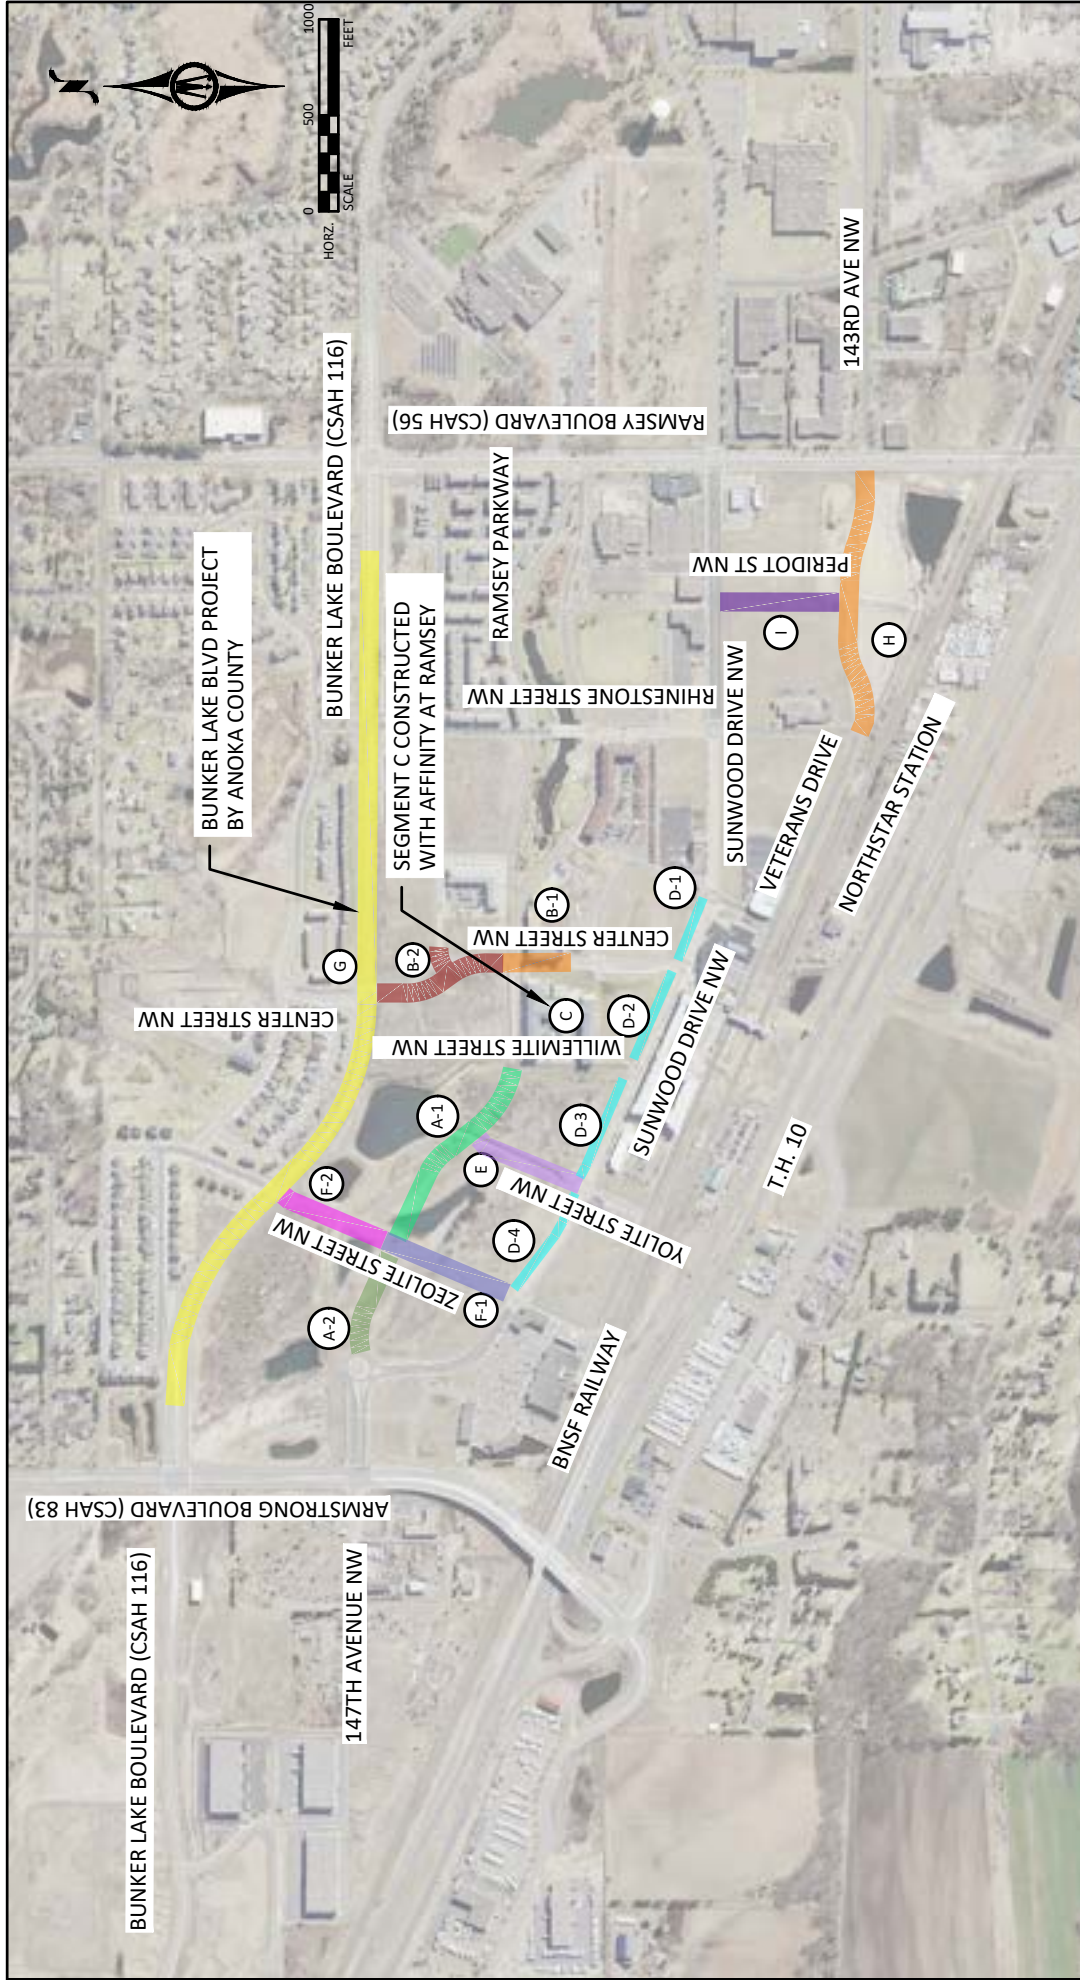 N
HORZ.
0
500
1000
SCALE
FEET
BUNKER LAKE BLVD PROJECT
BY ANOKA COUNTY
BUNKER LAKE BOULEVARD (CSAH 116)
BUNKER LAKE BOULEVARD (CSAH 116)
ARMSTRONG BOULEVARD (CSAH 83)
CENTER STREET NW
G
SEGMENT C CONSTRUCTED
WITH AFFINITY AT RAMSEY
147TH AVENUE NW
A-2
F-2
ZEOLITE STREET NW
A-1
WILLEMITE STREET NW
B-2
CENTER STREET NW
B-1
RAMSEY PARKWAY
RAMSEY BOULEVARD (CSAH 56)
RHINESTONE STREET NW
F-1
E
YOLITE STREET NW
D-4
D-3
C
D-2
D-1
BNSF RAILWAY
SUNWOOD DRIVE NW
SUNWOOD DRIVE NW
PERIDOT ST NW
I
H
143RD AVE NW
VETERANS DRIVE
T.H. 10
NORTHSTAR STATION